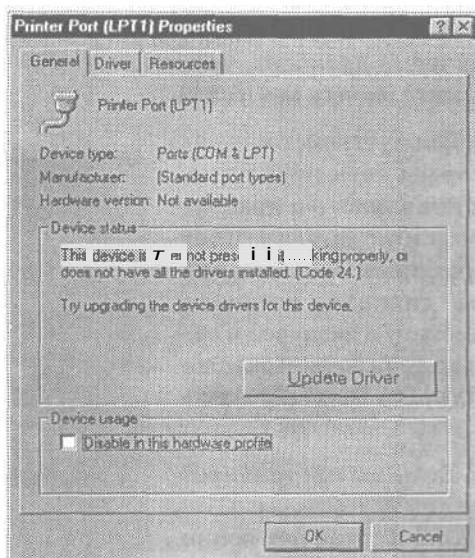 Printer Port (LPT1) Properties
? X
General Driver Resources
Printer Port (LPT1)
Device type: Ports (COM & LPT)
Manufacturer: (Standard port types)
Hardware version: Not available
Device status
This device is not properly, or
does not have all the drivers installed. (Code 24.)
Try upgrading the device drivers for this device.
Update Driver
Device usage
Disable in this hardware profile
OK Cancel